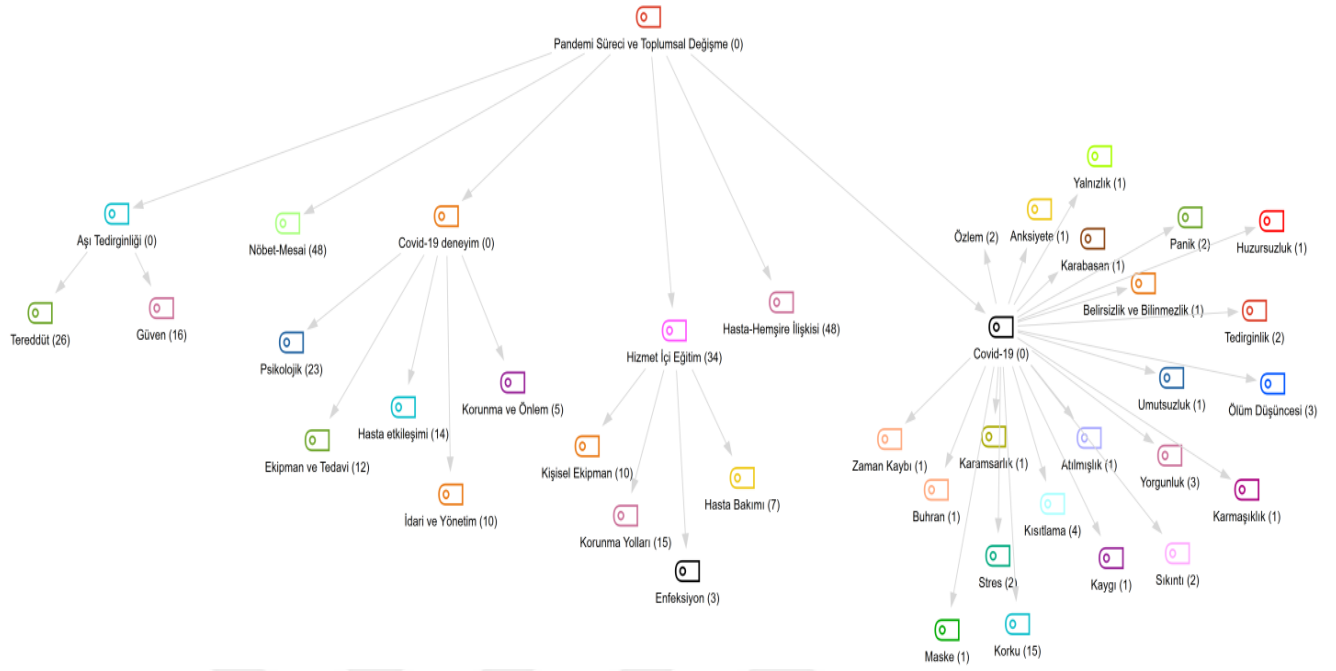 Pandemi Süreci ve Toplumsal Değişme (0)
Aşı Tedirginliği (0)
Tereddüt (26)
Güven (16)
Nöbet-Mesai (48)
Covid-19 deneyim (0)
Psikolojik (23)
Ekipman ve Tedavi (12)
Hasta etkileşimi (14)
İdari ve Yönetim (10)
Korunma ve Önlem (5)
Hizmet İçi Eğitim (34)
Kişisel Ekipman (10)
Korunma Yolları (15)
Enfeksiyon (3)
Hasta Bakımı (7)
Hasta-Hemşire İlişkisi (48)
Covid-19 (0)
Özlem (2)
Anksiyete (1)
Yalnızlık (1)
Karabasan (1)
Panik (2)
Huzursuzluk (1)
Belirsizlik ve Bilinmezlik (1)
Tedirginlik (2)
Umutsuzluk (1)
Ölüm Düşüncesi (3)
Zaman Kaybı (1)
Karamsarlık (1)
Atılmışlık (1)
Yorgunluk (3)
Karmaşıklık (1)
Buhran (1)
Kısıtlama (4)
Stres (2)
Kaygı (1)
Sıkıntı (2)
Maske (1)
Korku (15)